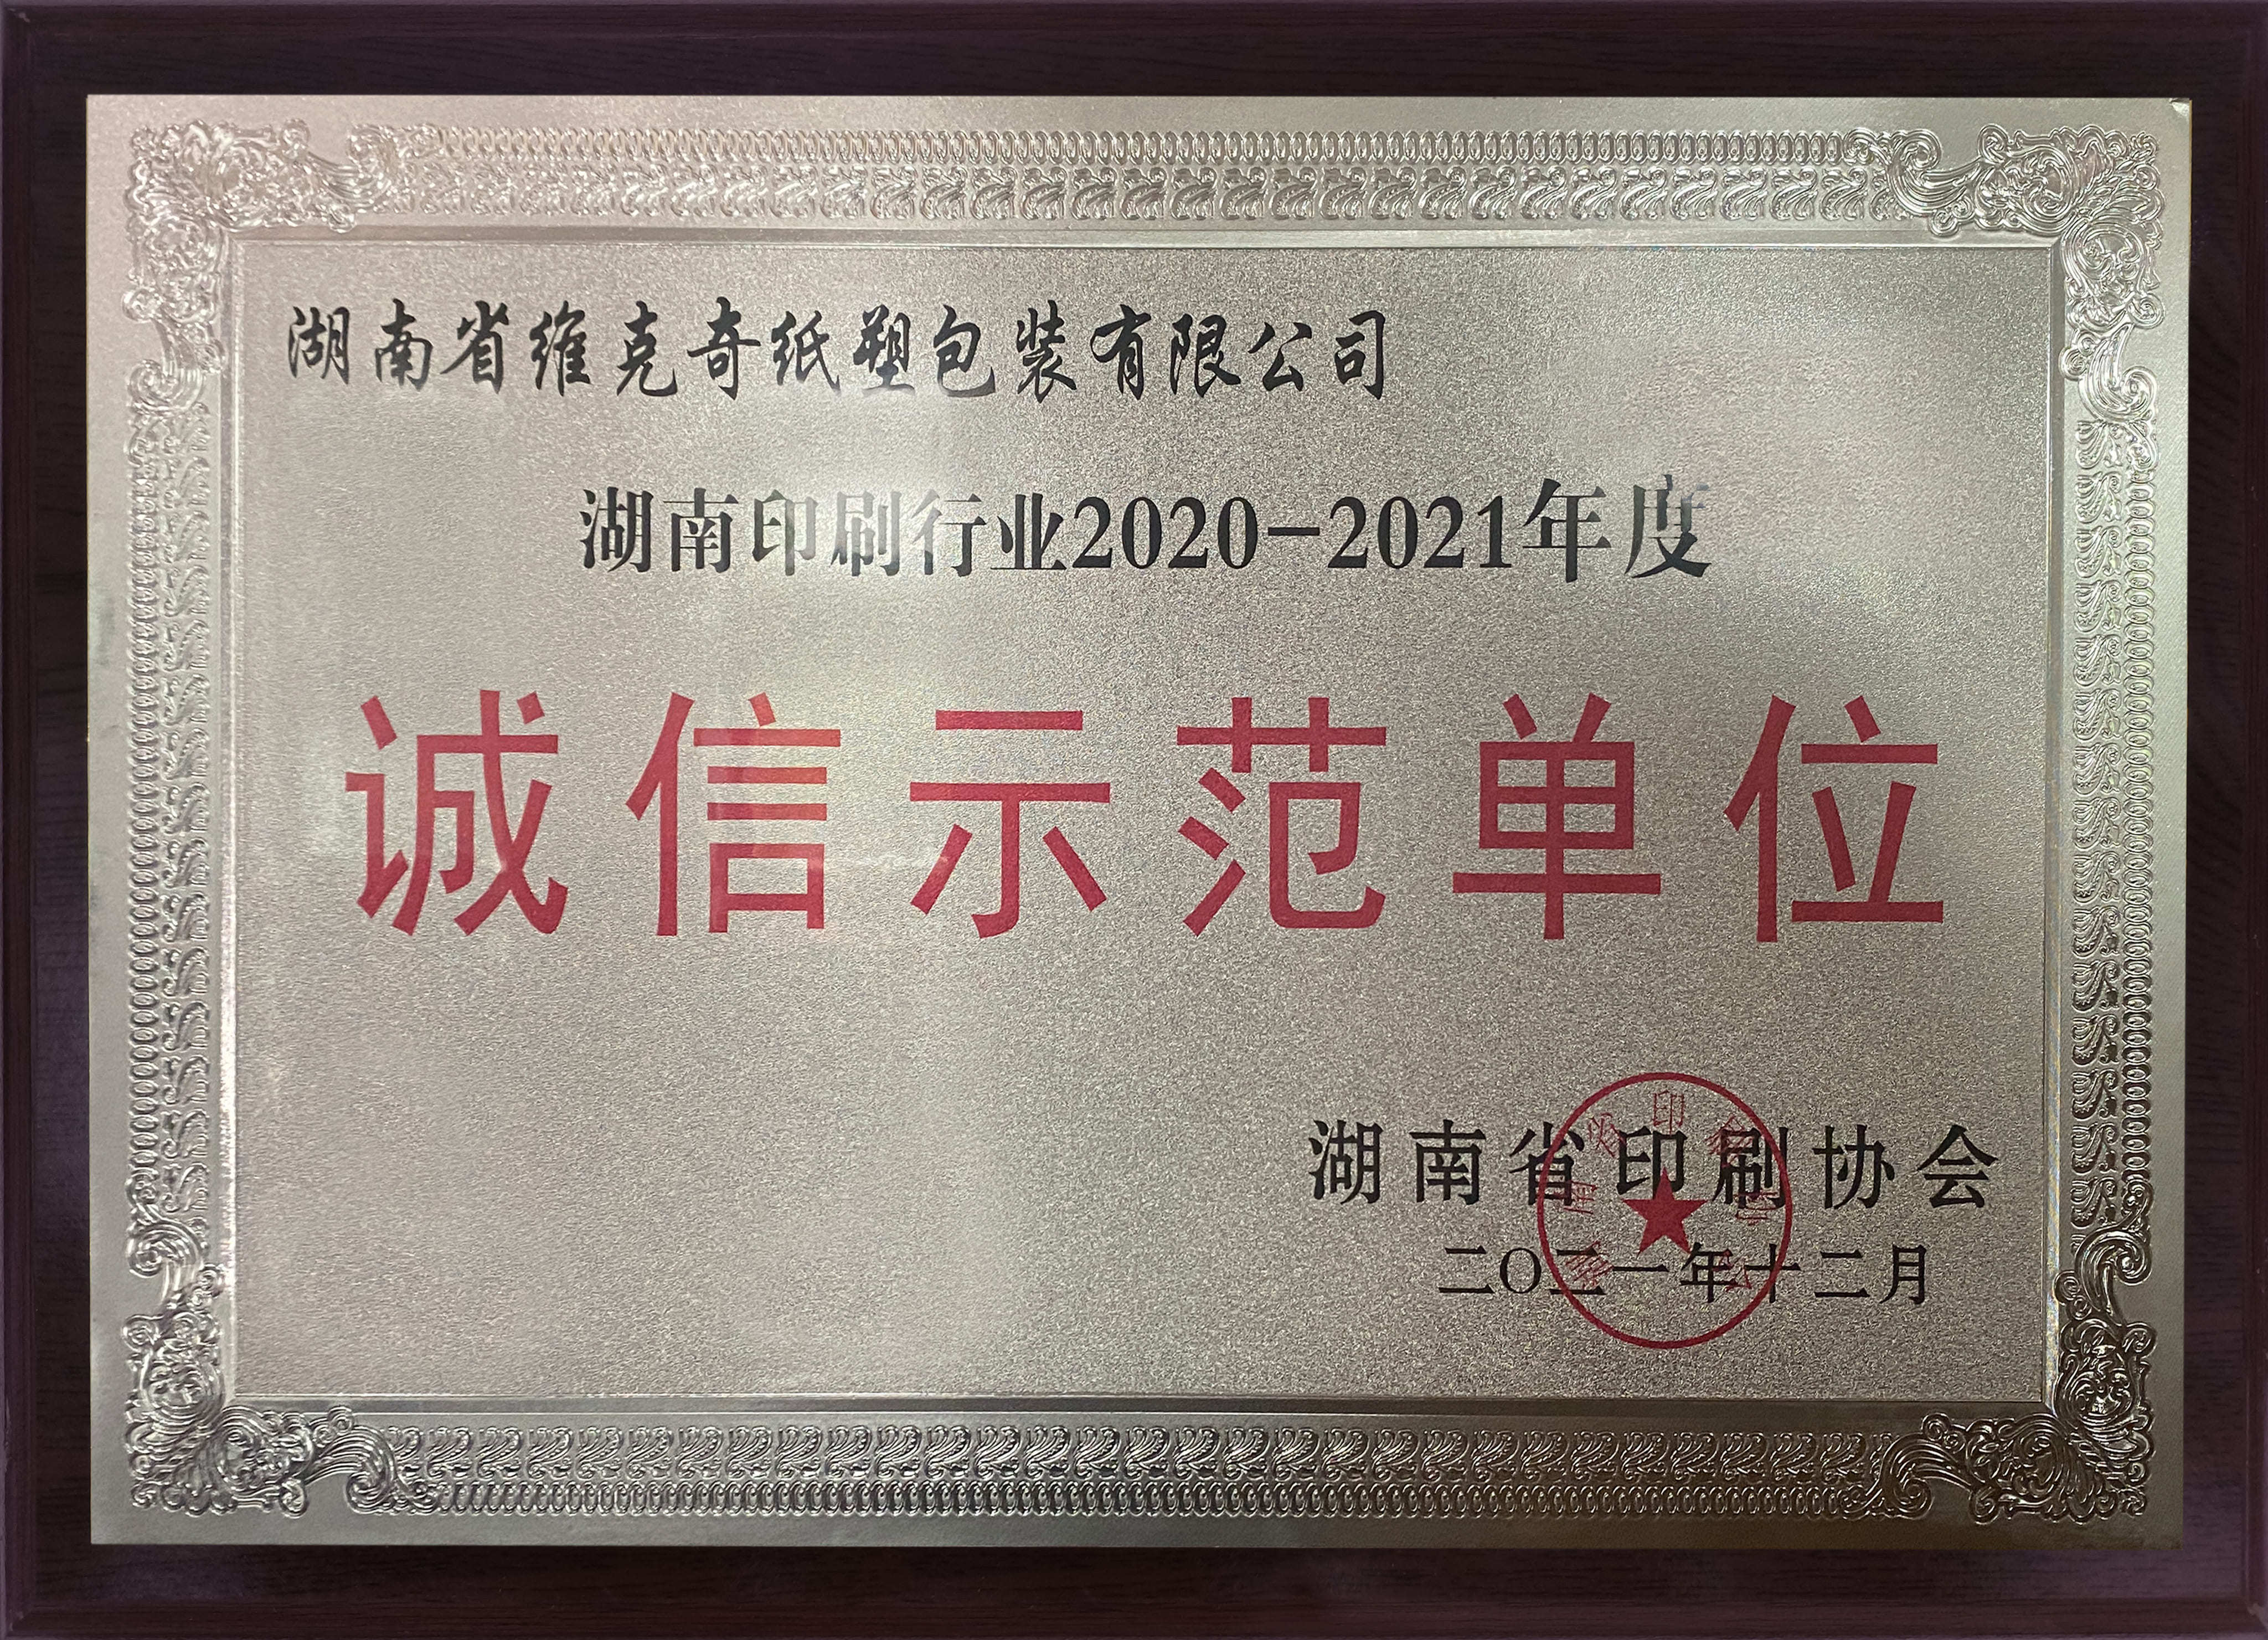 湖南省维克奇纸塑包装有限公司
湖南印刷行业2020-2021年度
诚信示范单位
湖南省印刷协会
二〇二一年十二月